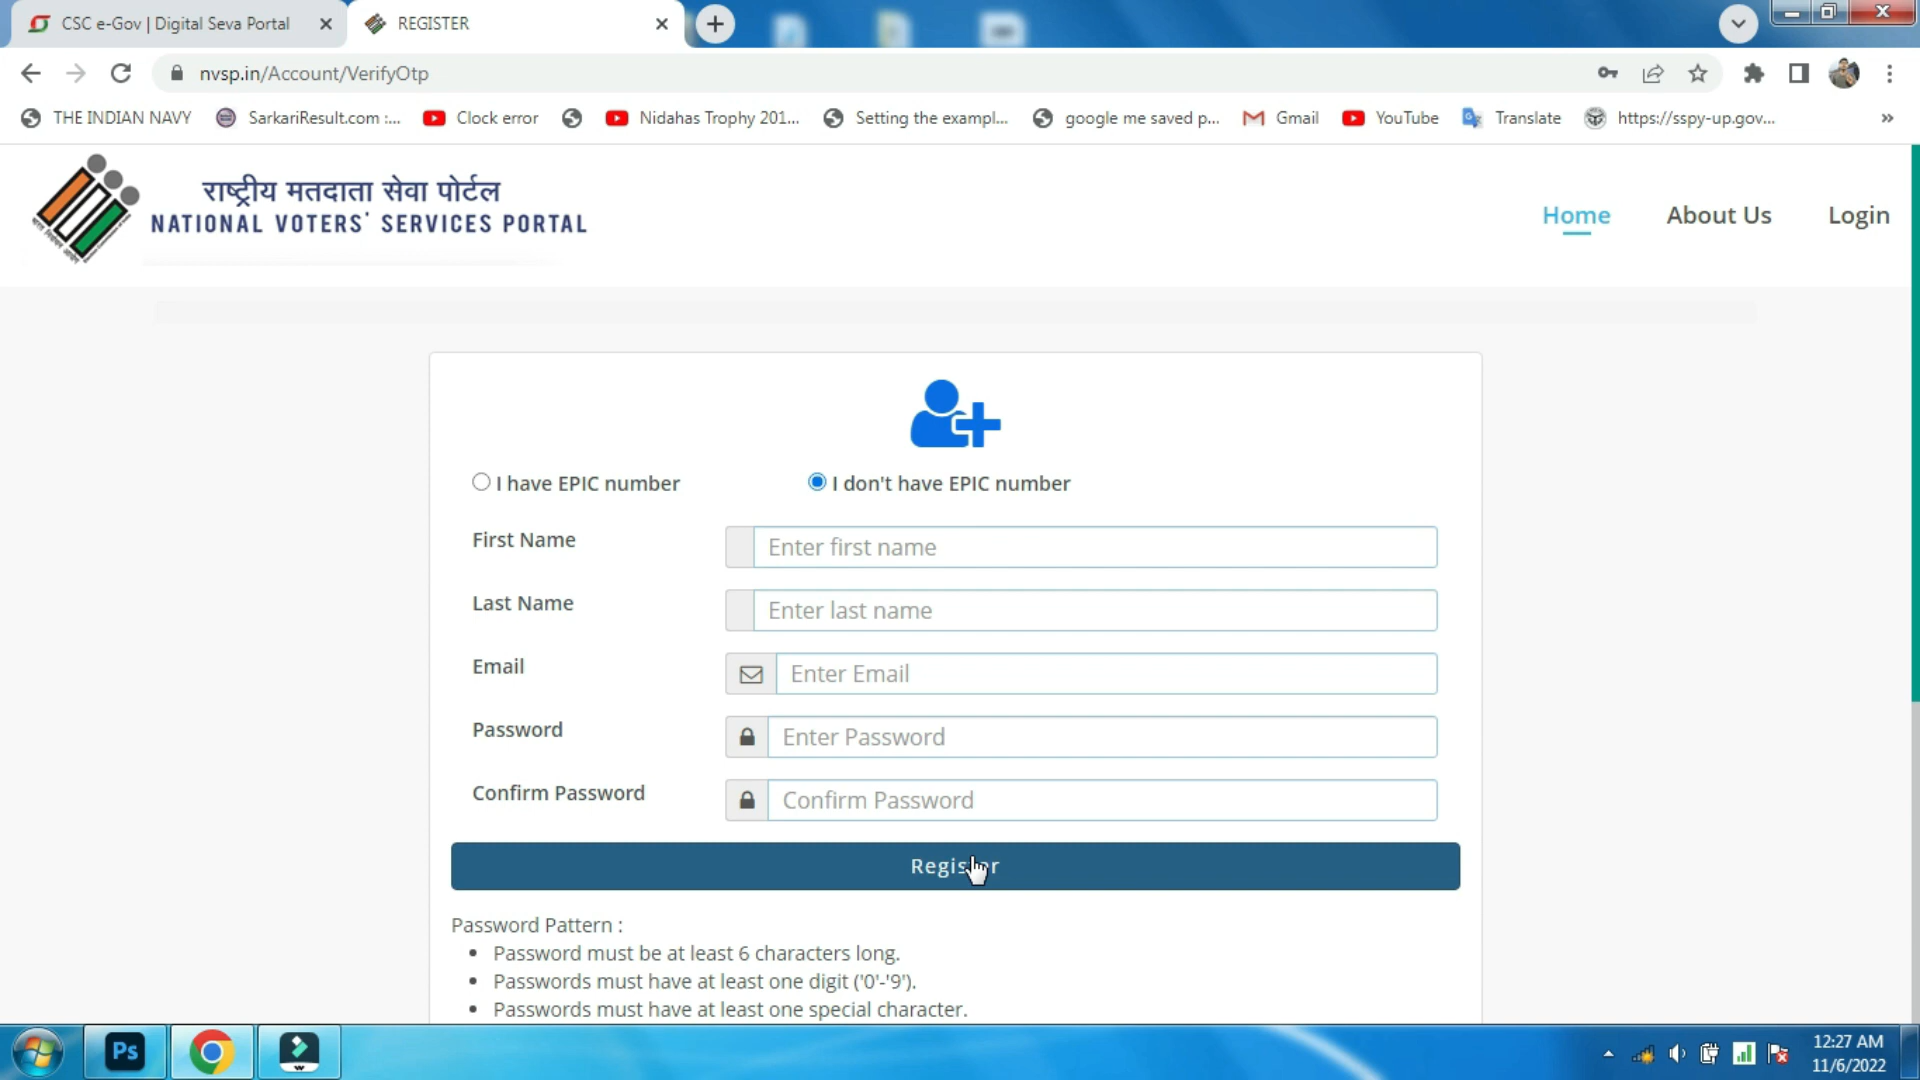 CSC e-Gov | Digital Seva Portal
REGISTER
nvsp.in/Account/VerifyOtp
THE INDIAN NAVY
SarkariResult.com :...
Clock error
Nidahas Trophy 201...
Setting the exampl...
google me saved p...
Gmail
YouTube
Translate
https://sspy-up.gov...
»
राष्ट्रीय मतदाता सेवा पोर्टल
NATIONAL VOTERS' SERVICES PORTAL
Home
About Us
Login
I have EPIC number
I don't have EPIC number
First Name
Enter first name
Last Name
Enter last name
Email
Enter Email
Password
Enter Password
Confirm Password
Confirm Password
Register
Password Pattern :
Password must be at least 6 characters long.
Passwords must have at least one digit ('0'-'9').
Passwords must have at least one special character.
Ps
12:27 AM
11/6/2022